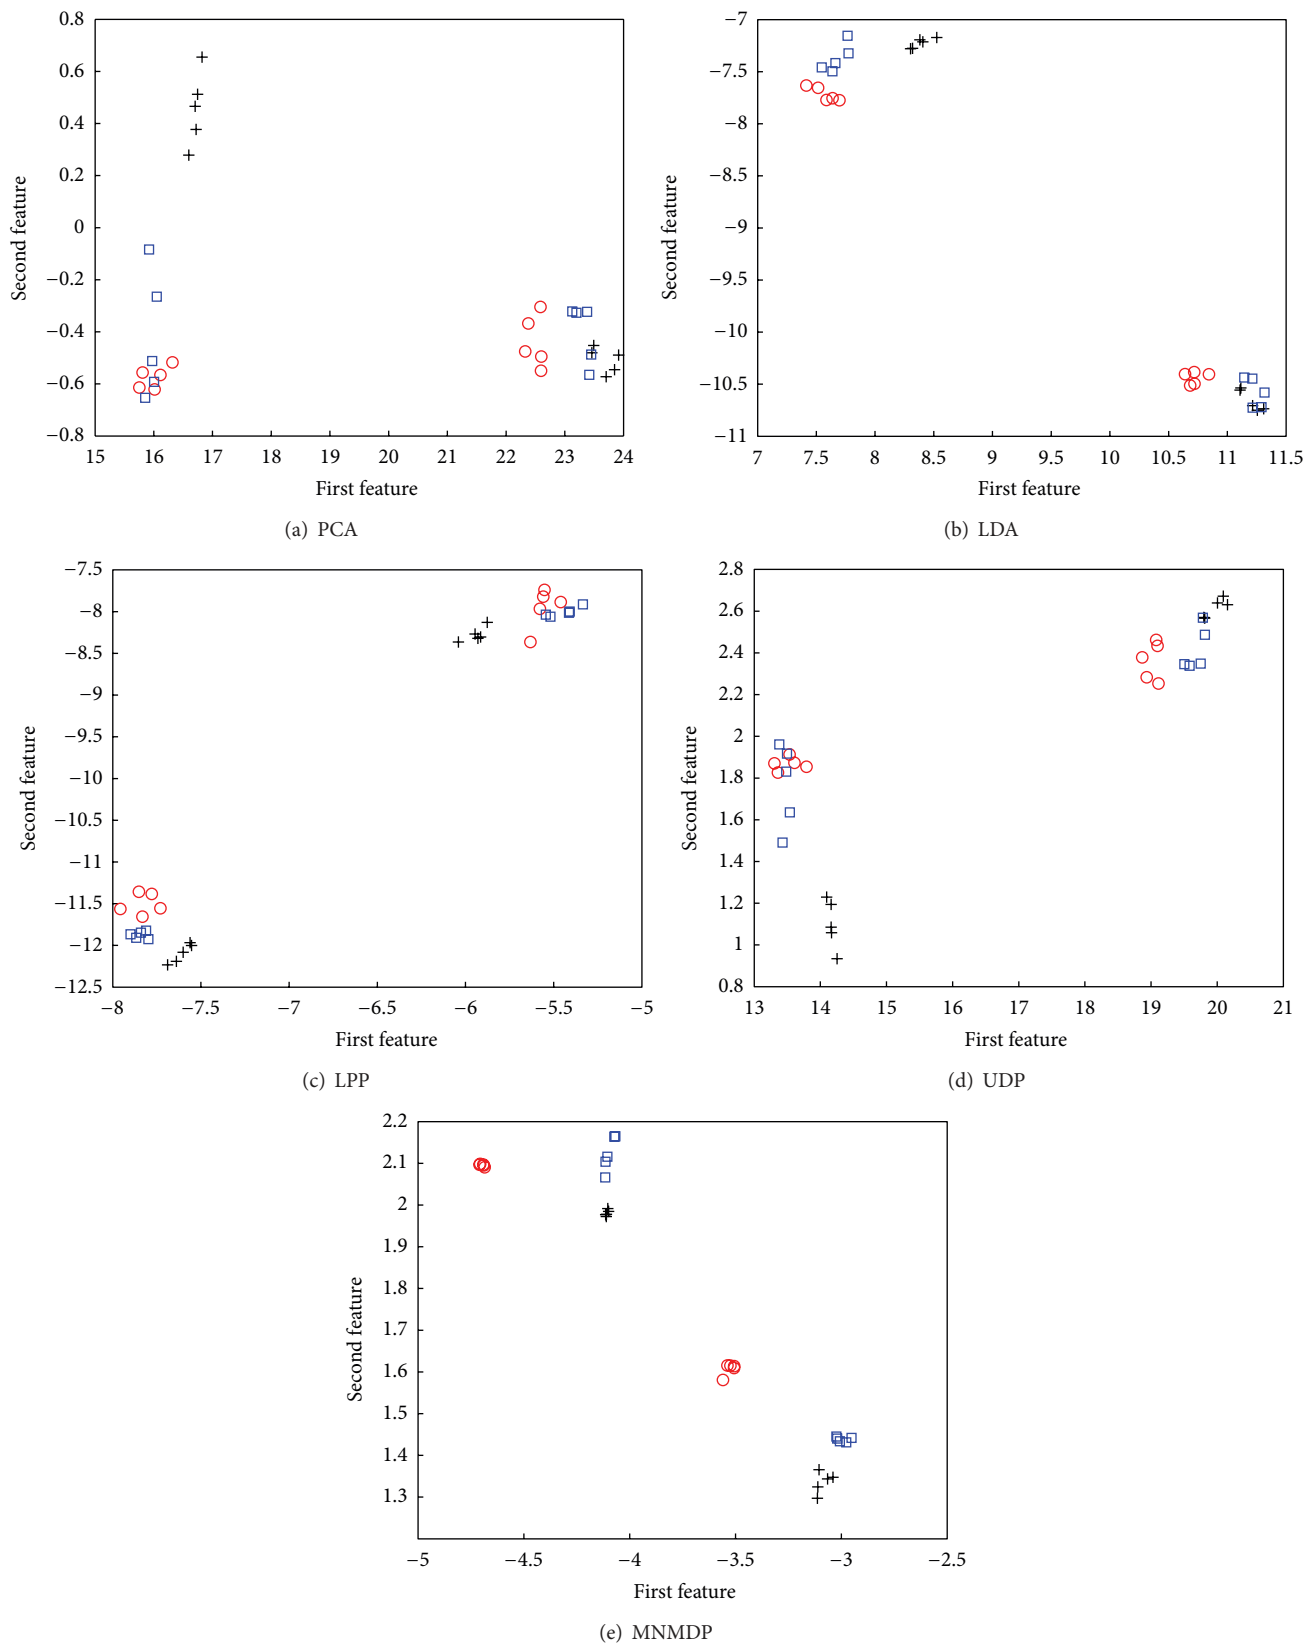 0.8
0.6
0.4
0.2
0
−0.2
−0.4
−0.6
−0.8
Second feature
15 16 17 18 19 20 21 22 23 24
First feature
(a) PCA
−7
−7.5
−8
−8.5
−9
−9.5
−10
−10.5
−11
Second feature
7 7.5 8 8.5 9 9.5 10 10.5 11 11.5
First feature
(b) LDA
−7.5
−8
−8.5
−9
−9.5
−10
−10.5
−11
−11.5
−12
−12.5
Second feature
−8 −7.5 −7 −6.5 −6 −5.5 −5
First feature
(c) LPP
2.8
2.6
2.4
2.2
2
1.8
1.6
1.4
1.2
1
0.8
Second feature
13 14 15 16 17 18 19 20 21
First feature
(d) UDP
2.2
2.1
2
1.9
1.8
1.7
1.6
1.5
1.4
1.3
Second feature
−5 −4.5 −4 −3.5 −3 −2.5
First feature
(e) MNMDP